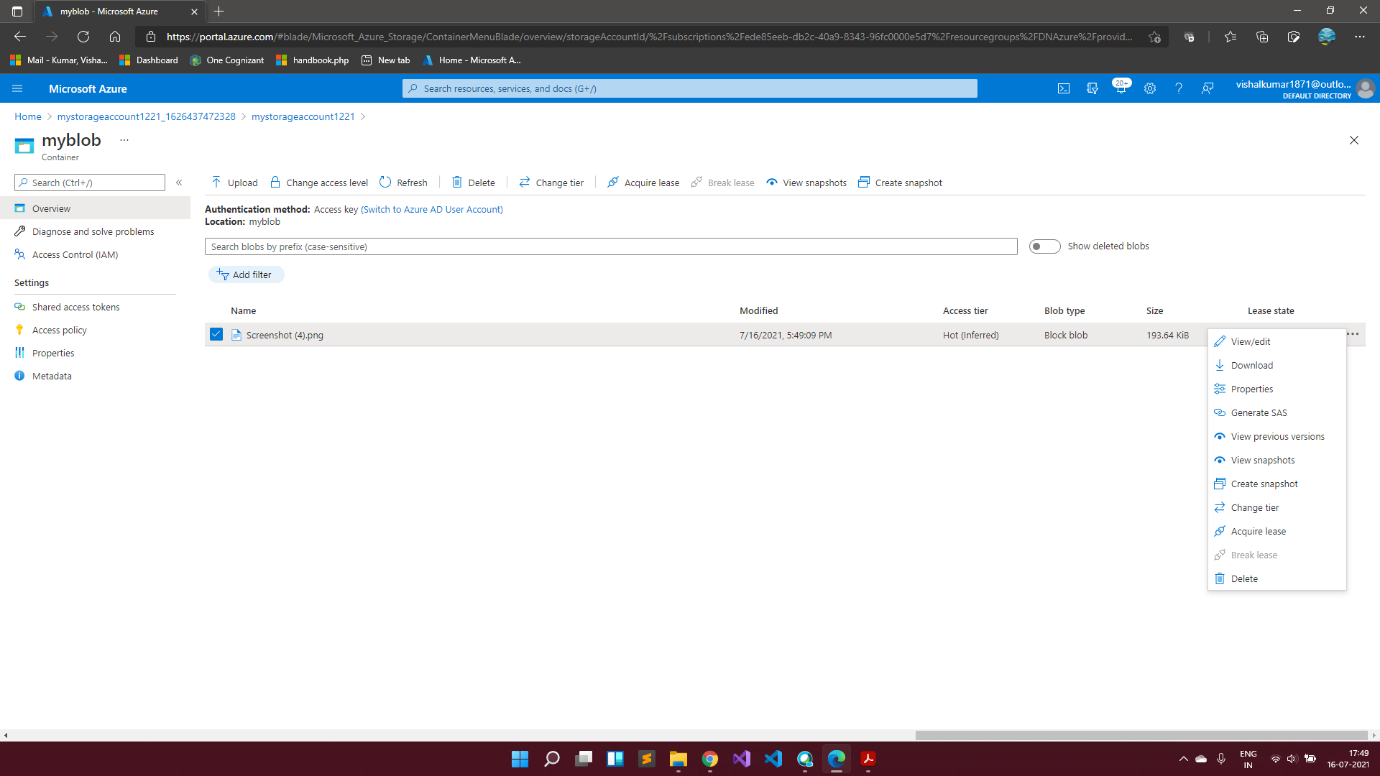 myblob - Microsoft Azure
https://portal.azure.com/#blade/Microsoft_Azure_Storage/ContainerMenuBlade/overview/storageAccountId/%2Fsubscriptions%2Fede85eeb-db2c-40a9-8343-96fc0000e5d7%2Fresourcegroups%2FDNAzure%2Fprovid...
Mail - Kumar, Visha... Dashboard One Cognizant handbook.php New tab Home - Microsoft A...
Microsoft Azure
Search resources, services, and docs (G+/)
20+
vishalkumar1871@outlo...
DEFAULT DIRECTORY
Home > mystorageaccount1221_1626437472328 > mystorageaccount1221 >
myblob ...
Container
Search (Ctrl+/) «
Upload Change access level Refresh Delete Change tier Acquire lease Break lease View snapshots Create snapshot
Overview
Diagnose and solve problems
Access Control (IAM)
Settings
Shared access tokens
Access policy
Properties
Metadata
Authentication method: Access key (Switch to Azure AD User Account)
Location: myblob
Search blobs by prefix (case-sensitive)
Show deleted blobs
Add filter
Name Modified Access tier Blob type Size Lease state
Screenshot (4).png 7/16/2021, 5:49:09 PM Hot (Inferred) Block blob 193.64 KiB
View/edit
Download
Properties
Generate SAS
View previous versions
View snapshots
Create snapshot
Change tier
Acquire lease
Break lease
Delete
ENG
IN
17:49
16-07-2021